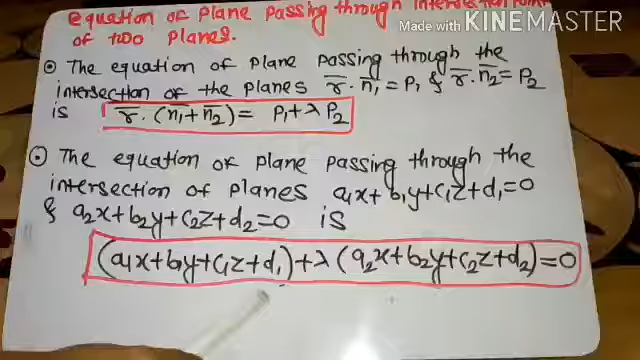 equation of plane passing through intersection point
of two planes.
Made with KINEMASTER
⊙ The equation of plane passing through the
intersection of the planes r̅. n̅₁ = P₁ & r̅. n̅₂ = P₂
is r̅. (n̅₁+n̅₂) = P₁+λP₂
⊙ The equation of plane passing through the
intersection of planes a₁x+b₁y+c₁z+d₁=0
& a₂x+b₂y+c₂z+d₂=0 is
(a₁x+b₁y+c₁z+d₁)+λ(a₂x+b₂y+c₂z+d₂)=0